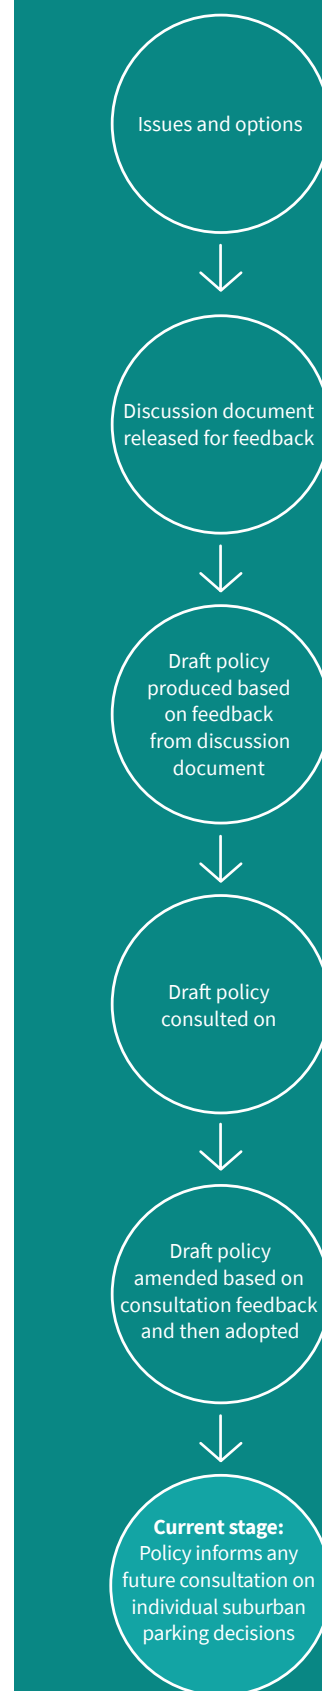 Issues and options
Discussion document
released for feedback
Draft policy
produced based
on feedback
from discussion
document
Draft policy
consulted on
Draft policy
amended based on
consultation feedback
and then adopted
Current stage:
Policy informs any
future consultation on
individual suburban
parking decisions